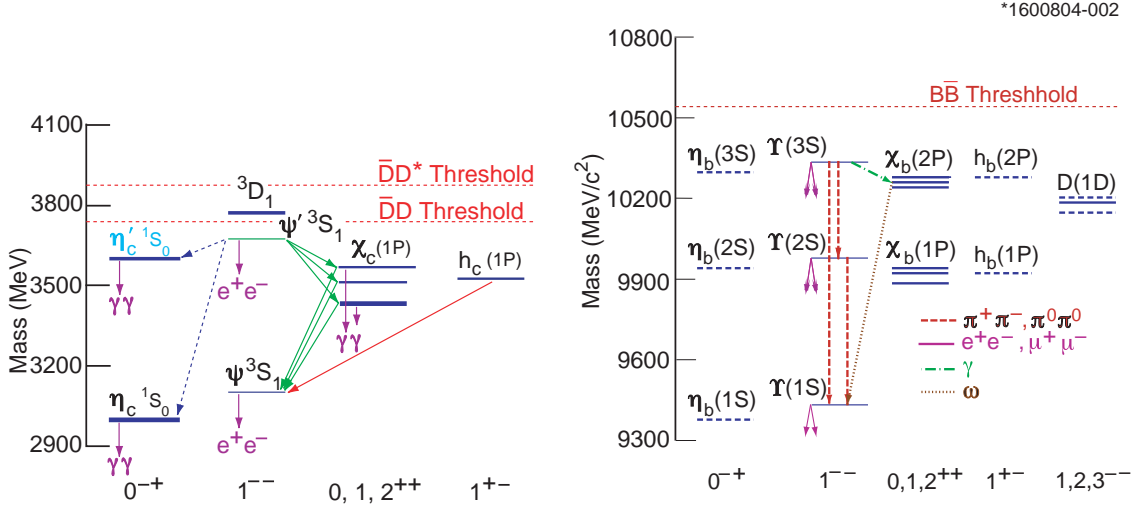 *1600804-002
4100
3800
3500
3200
2900
Mass (MeV)
D̄D* Threshold
D̄D Threshold
³D₁
ψ′ ³S₁
η′c ¹S₀
χc(1P)
hc(1P)
γγ
e⁺e⁻
γγ
ψ³S₁
ηc ¹S₀
e⁺e⁻
γγ
0⁻⁺
1⁻⁻
0, 1, 2⁺⁺
1⁺⁻
10800
10500
10200
9900
9600
9300
Mass (MeV/c²)
BB̄ Threshhold
ηb(3S)
ϒ(3S)
χb(2P)
hb(2P)
D(1D)
ηb(2S)
ϒ(2S)
χb(1P)
hb(1P)
π⁺π⁻, π⁰π⁰
e⁺e⁻, μ⁺μ⁻
γ
ω
ηb(1S)
ϒ(1S)
0⁻⁺
1⁻⁻
0,1,2⁺⁺
1⁺⁻
1,2,3⁻⁻